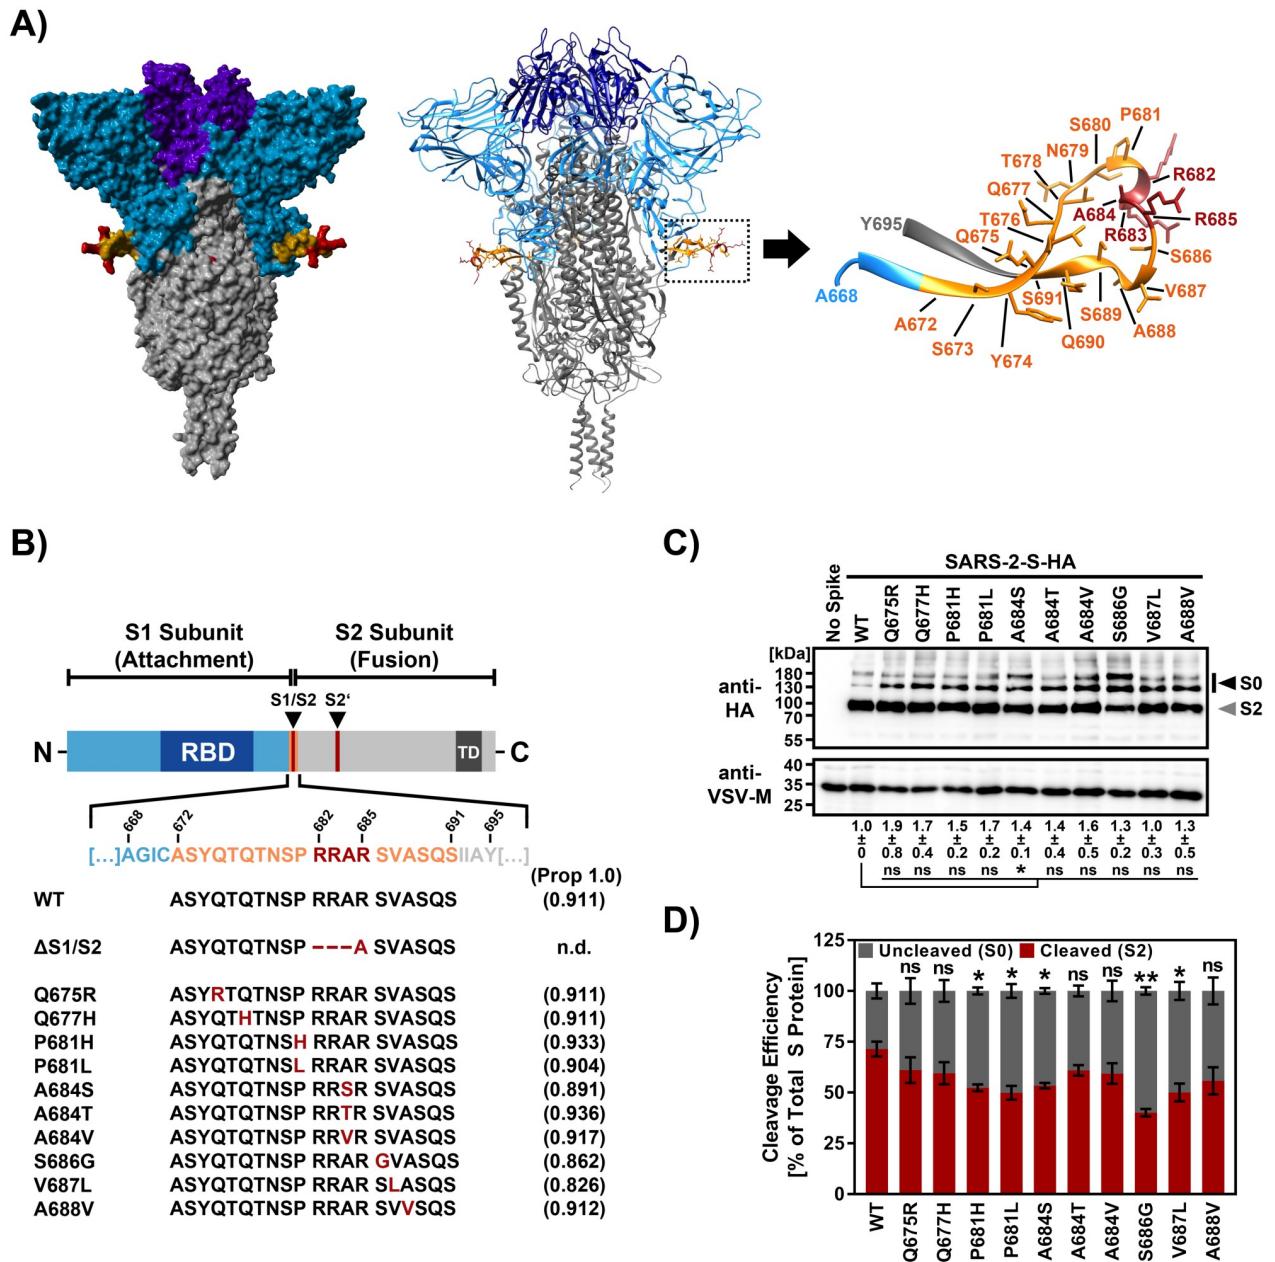 A)
P681
S680
N679
T678
R682
Q677
A684
R685
T676
R683
Y695
Q675
S686
A668
S691
V687
S689
A672
A688
Q690
S673
Y674
B)
S1 Subunit
(Attachment)
S2 Subunit
(Fusion)
S1/S2
S2‘
N
RBD
TD
C
668
672
682
685
691
695
[...]AGICASYQTQTNSP RRAR SVASQSIIAY[...]
(Prop 1.0)
WT ASYQTQTNSP RRAR SVASQS (0.911)
ΔS1/S2 ASYQTQTNSP ---A SVASQS n.d.
Q675R ASYRTQTNSP RRAR SVASQS (0.911)
Q677H ASYQTHTNSP RRAR SVASQS (0.911)
P681H ASYQTQTNSH RRAR SVASQS (0.933)
P681L ASYQTQTNSL RRAR SVASQS (0.904)
A684S ASYQTQTNSP RRSR SVASQS (0.891)
A684T ASYQTQTNSP RRTR SVASQS (0.936)
A684V ASYQTQTNSP RRVR SVASQS (0.917)
S686G ASYQTQTNSP RRAR GVASQS (0.862)
V687L ASYQTQTNSP RRAR SLASQS (0.826)
A688V ASYQTQTNSP RRAR SVVSQS (0.912)
C)
SARS-2-S-HA
No Spike
WT
Q675R
Q677H
P681H
P681L
A684S
A684T
A684V
S686G
V687L
A688V
[kDa]
180
130
100
70
55
anti-
HA
S0
S2
40
35
25
anti-
VSV-M
1.0 1.9 1.7 1.5 1.7 1.4 1.4 1.6 1.3 1.0 1.3
± ± ± ± ± ± ± ± ± ± ±
0 0.8 0.4 0.2 0.2 0.1 0.4 0.5 0.2 0.3 0.5
ns ns ns ns * ns ns ns ns ns
D)
Cleavage Efficiency
[% of Total S Protein]
125
100
75
50
25
0
Uncleaved (S0) Cleaved (S2)
ns ns * * * ns ns ** * ns
WT
Q675R
Q677H
P681H
P681L
A684S
A684T
A684V
S686G
V687L
A688V